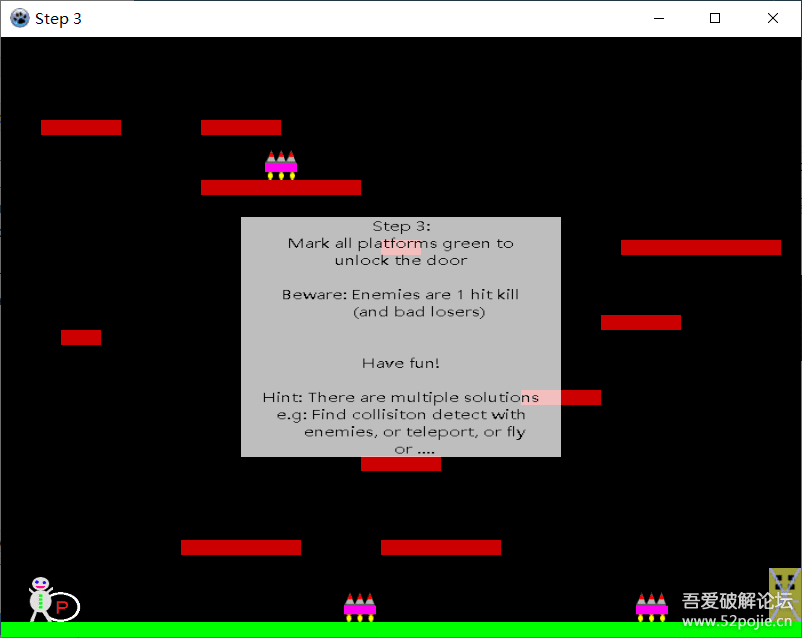 Step 3
Step 3:
Mark all platforms green to
unlock the door
Beware: Enemies are 1 hit kill
(and bad losers)
Have fun!
Hint: There are multiple solutions
e.g: Find collisiton detect with
enemies, or teleport, or fly
or ....
P
吾爱破解论坛
www.52pojie.cn